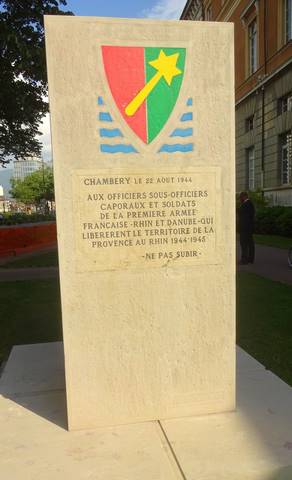 CHAMBERY LE 22 AOUT 1944
AUX OFFICIERS SOUS-OFFICIERS
CAPORAUX ET SOLDATS
DE LA PREMIERE ARMEE
FRANCAISE-RHIN ET DANUBE-QUI
LIBERERENT LE TERRITOIRE DE LA
PROVENCE AU RHIN 1944-1945
-NE PAS SUBIR-